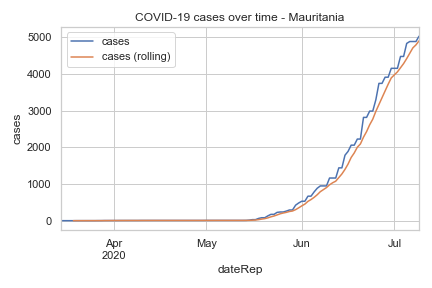 COVID-19 cases over time - Mauritania
cases
cases (rolling)
5000
4000
3000
2000
1000
0
cases
Apr
2020
May
Jun
Jul
dateRep